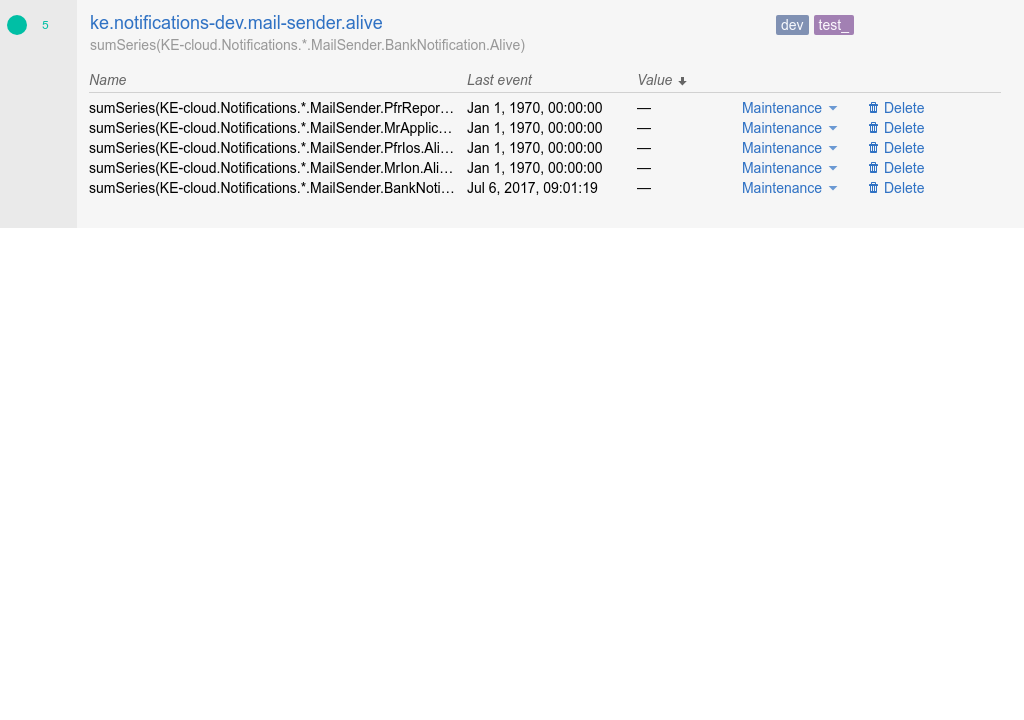 5
ke.notifications-dev.mail-sender.alive
dev test_
sumSeries(KE-cloud.Notifications.*.MailSender.BankNotification.Alive)
Name Last event Value
sumSeries(KE-cloud.Notifications.*.MailSender.PfrRepor… Jan 1, 1970, 00:00:00 — Maintenance Delete
sumSeries(KE-cloud.Notifications.*.MailSender.MrApplic… Jan 1, 1970, 00:00:00 — Maintenance Delete
sumSeries(KE-cloud.Notifications.*.MailSender.PfrIos.Ali… Jan 1, 1970, 00:00:00 — Maintenance Delete
sumSeries(KE-cloud.Notifications.*.MailSender.MrIon.Ali… Jan 1, 1970, 00:00:00 — Maintenance Delete
sumSeries(KE-cloud.Notifications.*.MailSender.BankNoti… Jul 6, 2017, 09:01:19 — Maintenance Delete